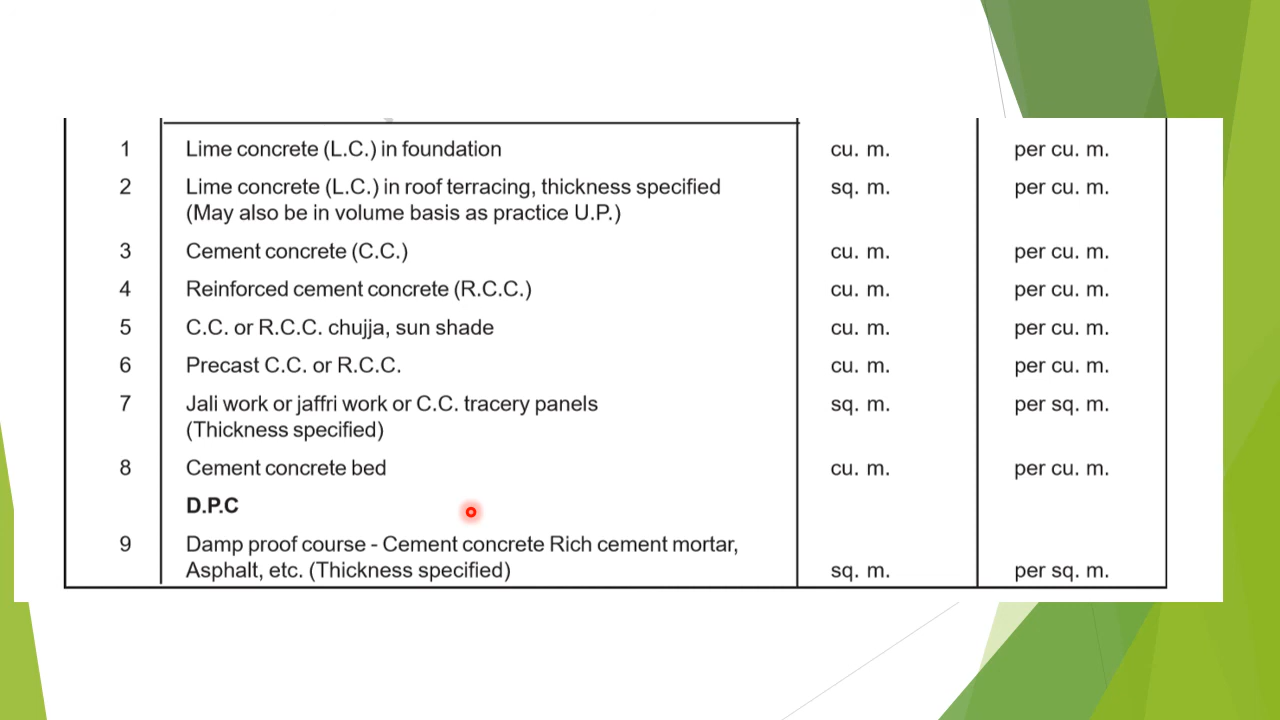 1 Lime concrete (L.C.) in foundation cu. m. per cu. m.
2 Lime concrete (L.C.) in roof terracing, thickness specified sq. m. per cu. m.
(May also be in volume basis as practice U.P.)
3 Cement concrete (C.C.) cu. m. per cu. m.
4 Reinforced cement concrete (R.C.C.) cu. m. per cu. m.
5 C.C. or R.C.C. chujja, sun shade cu. m. per cu. m.
6 Precast C.C. or R.C.C. cu. m. per cu. m.
7 Jali work or jaffri work or C.C. tracery panels sq. m. per sq. m.
(Thickness specified)
8 Cement concrete bed cu. m. per cu. m.
D.P.C
9 Damp proof course - Cement concrete Rich cement mortar,
Asphalt, etc. (Thickness specified) sq. m. per sq. m.